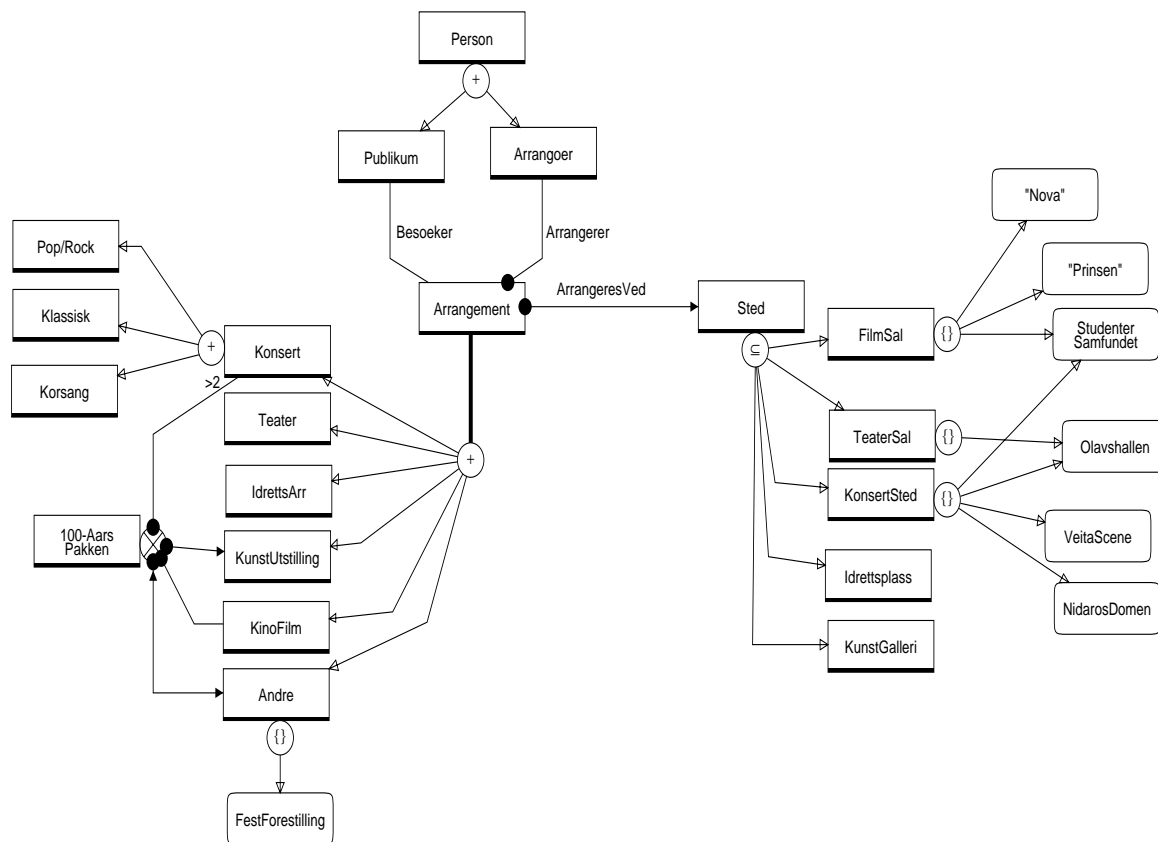 Person
+
Publikum
Arrangoer
"Nova"
Besoeker
Arrangerer
Pop/Rock
"Prinsen"
ArrangeresVed
Klassisk
Arrangement
Sted
FilmSal
{}
Studenter
Samfundet
+
Konsert
⊆
Korsang
>2
Teater
TeaterSal
{}
Olavshallen
+
IdrettsArr
KonsertSted
{}
100-Aars
Pakken
KunstUtstilling
VeitaScene
Idrettsplass
NidarosDomen
KinoFilm
KunstGalleri
Andre
{}
FestForestilling